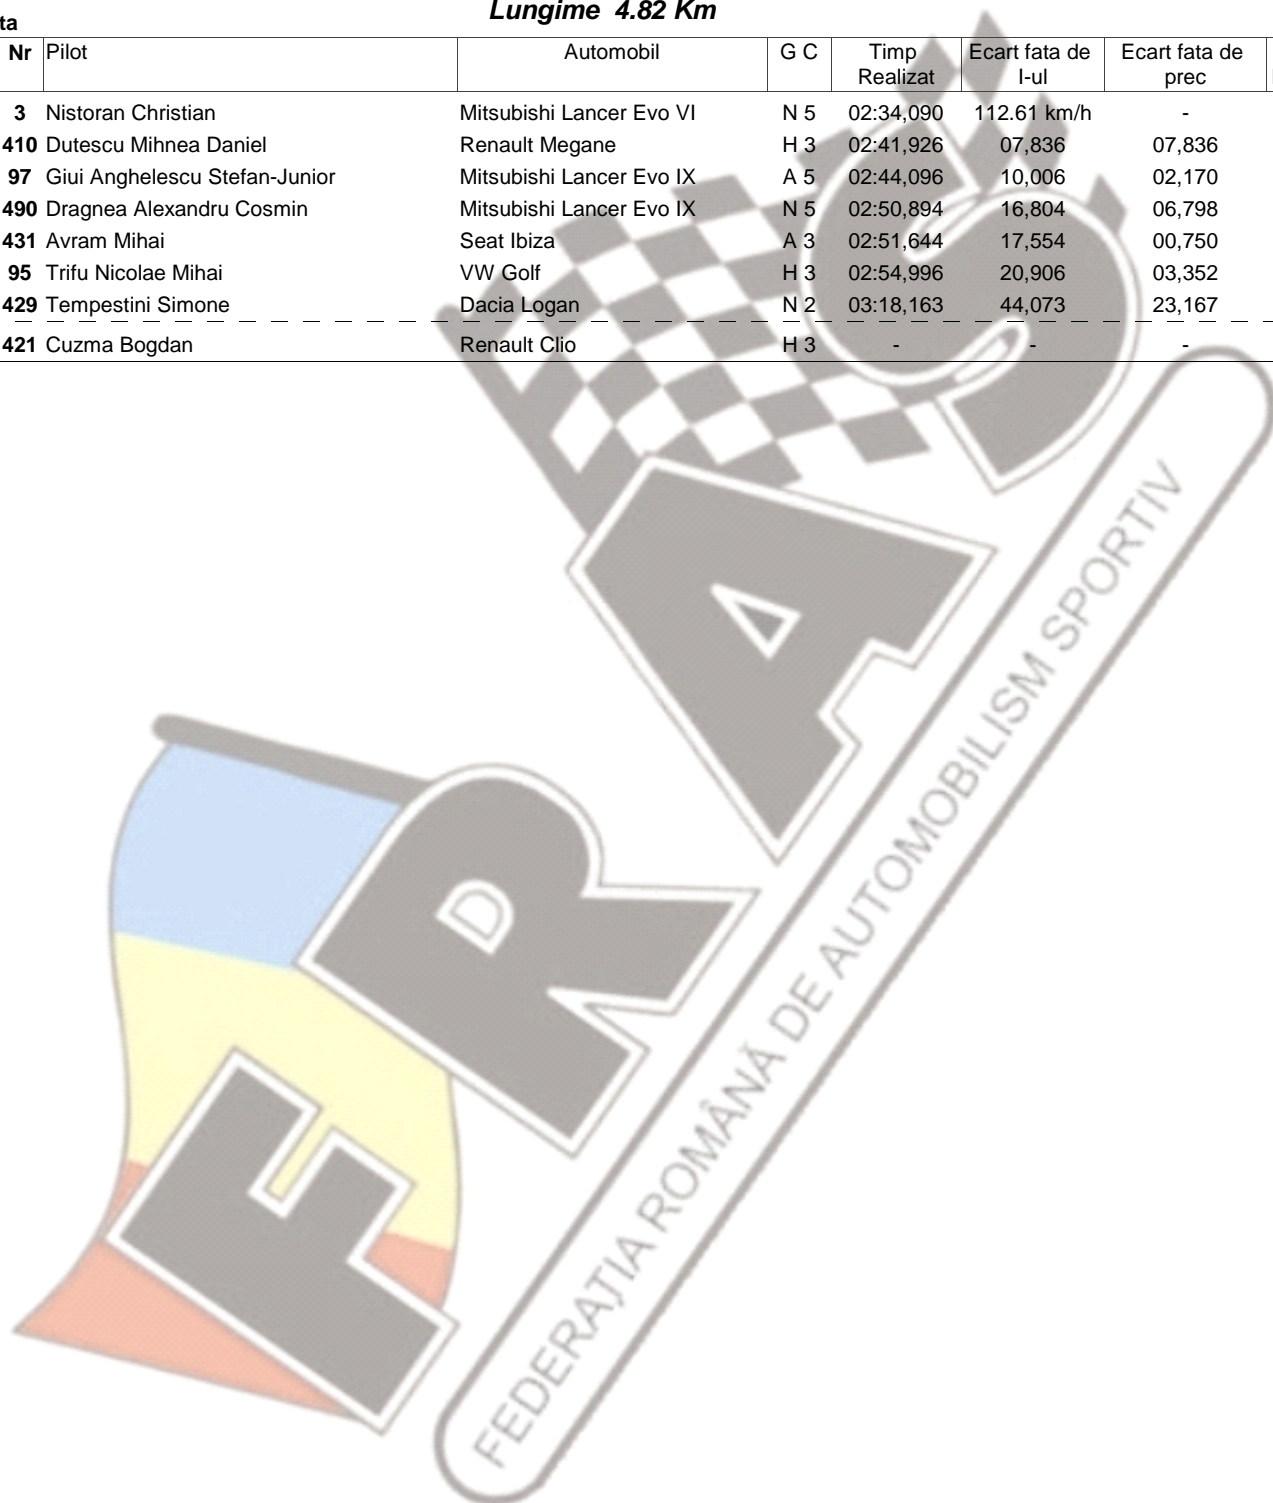 Lungime 4.82 Km
ta
Nr Pilot Automobil G C Timp Realizat Ecart fata de I-ul Ecart fata de prec
3 Nistoran Christian Mitsubishi Lancer Evo VI N 5 02:34,090 112.61 km/h -
410 Dutescu Mihnea Daniel Renault Megane H 3 02:41,926 07,836 07,836
97 Giui Anghelescu Stefan-Junior Mitsubishi Lancer Evo IX A 5 02:44,096 10,006 02,170
490 Dragnea Alexandru Cosmin Mitsubishi Lancer Evo IX N 5 02:50,894 16,804 06,798
431 Avram Mihai Seat Ibiza A 3 02:51,644 17,554 00,750
95 Trifu Nicolae Mihai VW Golf H 3 02:54,996 20,906 03,352
429 Tempestini Simone Dacia Logan N 2 03:18,163 44,073 23,167
421 Cuzma Bogdan Renault Clio H 3 - - -
FRAS
FEDERAȚIA ROMÂNĂ DE AUTOMOBILISM SPORTIV